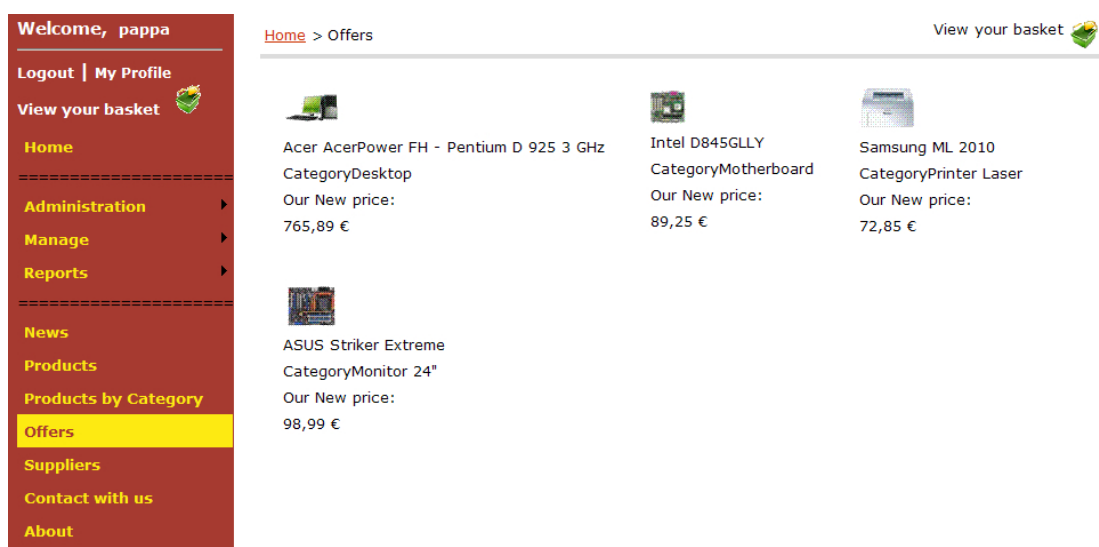 Welcome, pappa
Logout | My Profile
View your basket
Home
=====================
Administration
Manage
Reports
=====================
News
Products
Products by Category
Offers
Suppliers
Contact with us
About
Home > Offers
View your basket
Acer AcerPower FH - Pentium D 925 3 GHz
CategoryDesktop
Our New price:
765,89 €
Intel D845GLLY
CategoryMotherboard
Our New price:
89,25 €
Samsung ML 2010
CategoryPrinter Laser
Our New price:
72,85 €
ASUS Striker Extreme
CategoryMonitor 24"
Our New price:
98,99 €